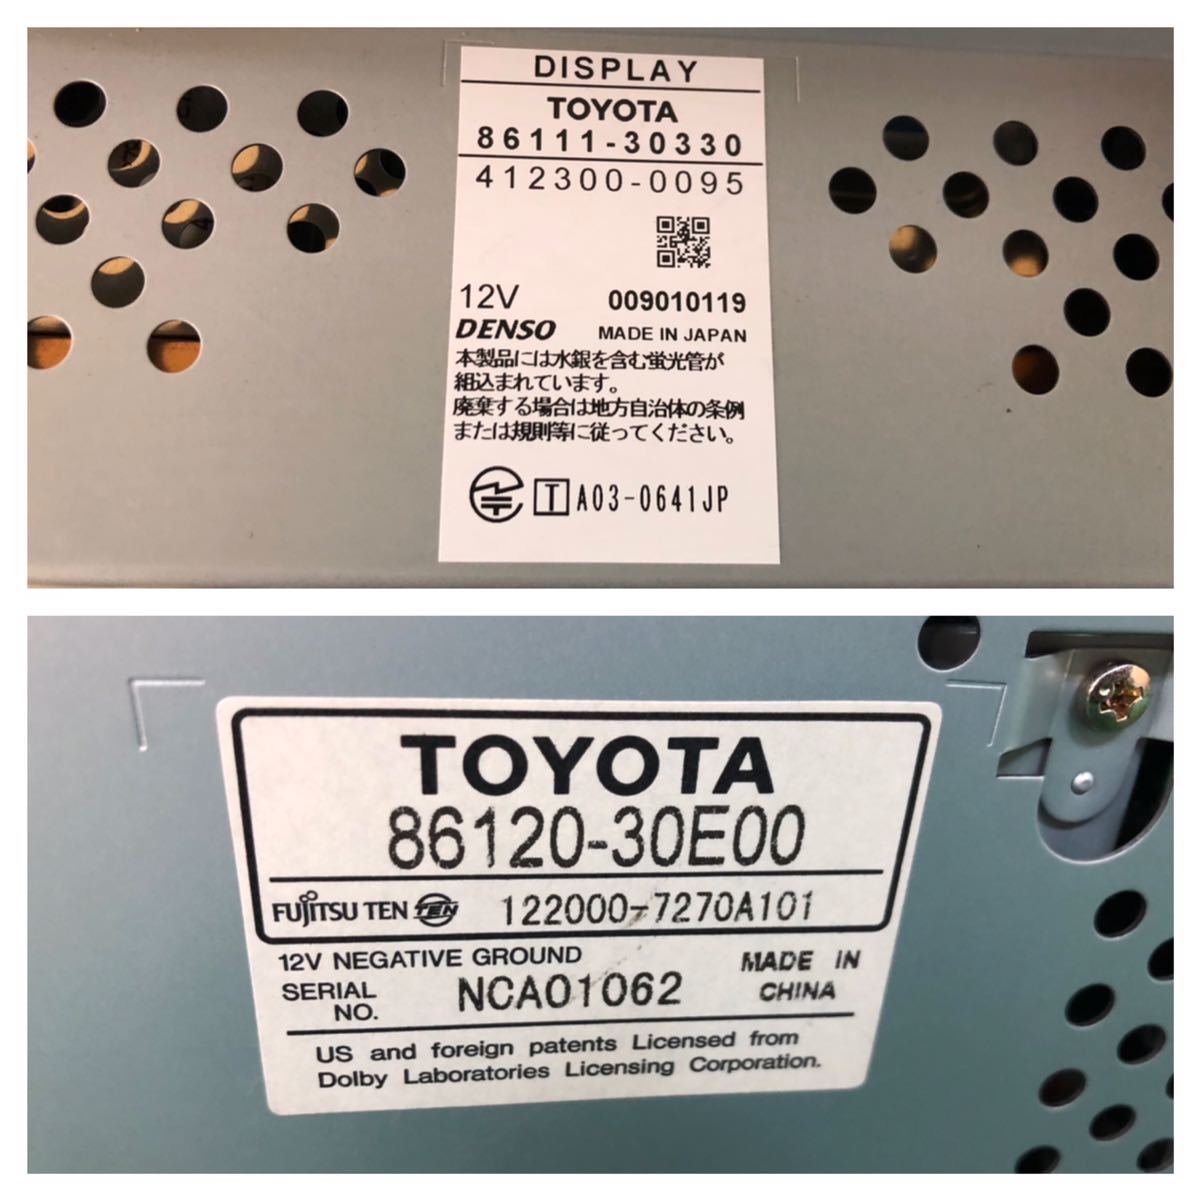 DISPLAY
TOYOTA
86111-30330
412300-0095
12V
009010119
DENSO
MADE IN JAPAN
本製品には水銀を含む蛍光管が
組込まれています。
廃棄する場合は地方自治体の条例
または規則等に従ってください。
T A03-0641JP
TOYOTA
86120-30E00
FUJITSU TEN TEN 122000-7270A101
12V NEGATIVE GROUND
MADE IN
CHINA
SERIAL
NO.
NCA01062
US and foreign patents Licensed from
Dolby Laboratories Licensing Corporation.